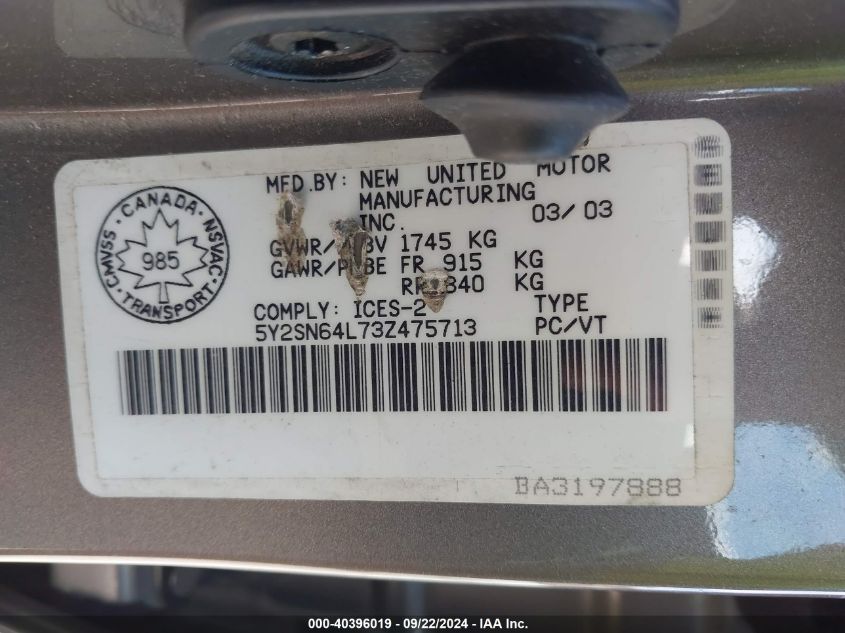 MFD.BY: NEW UNITED MOTOR
MANUFACTURING
INC. 03/03
CANADA · NSVAC · TRANSPORT · CMVSS ·
985
1745 KG
FR 915 KG
KG
COMPLY: ICES-2 TYPE
5Y2SN64L73Z475713 PC/VT
BA3197888
000-40396019 - 09/22/2024 - IAA Inc.